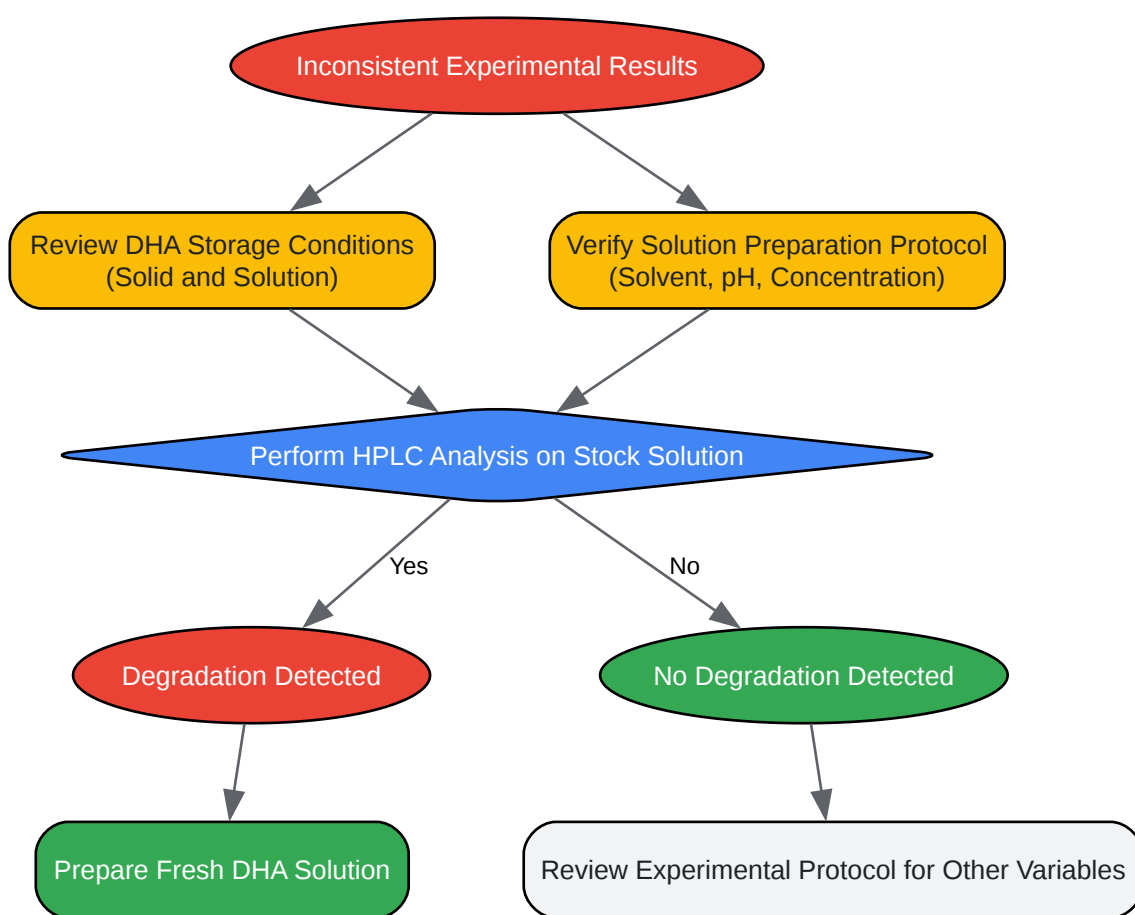 Inconsistent Experimental Results
Review DHA Storage Conditions
(Solid and Solution)
Verify Solution Preparation Protocol
(Solvent, pH, Concentration)
Perform HPLC Analysis on Stock Solution
Yes
No
Degradation Detected
No Degradation Detected
Prepare Fresh DHA Solution
Review Experimental Protocol for Other Variables